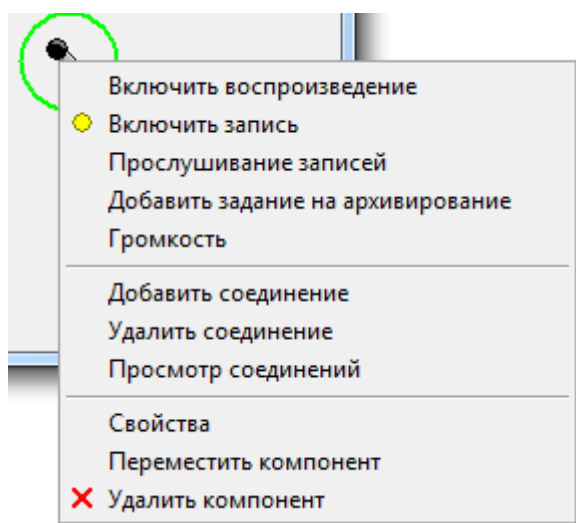 Включить воспроизведение
Включить запись
Прослушивание записей
Добавить задание на архивирование
Громкость
Добавить соединение
Удалить соединение
Просмотр соединений
Свойства
Переместить компонент
Удалить компонент